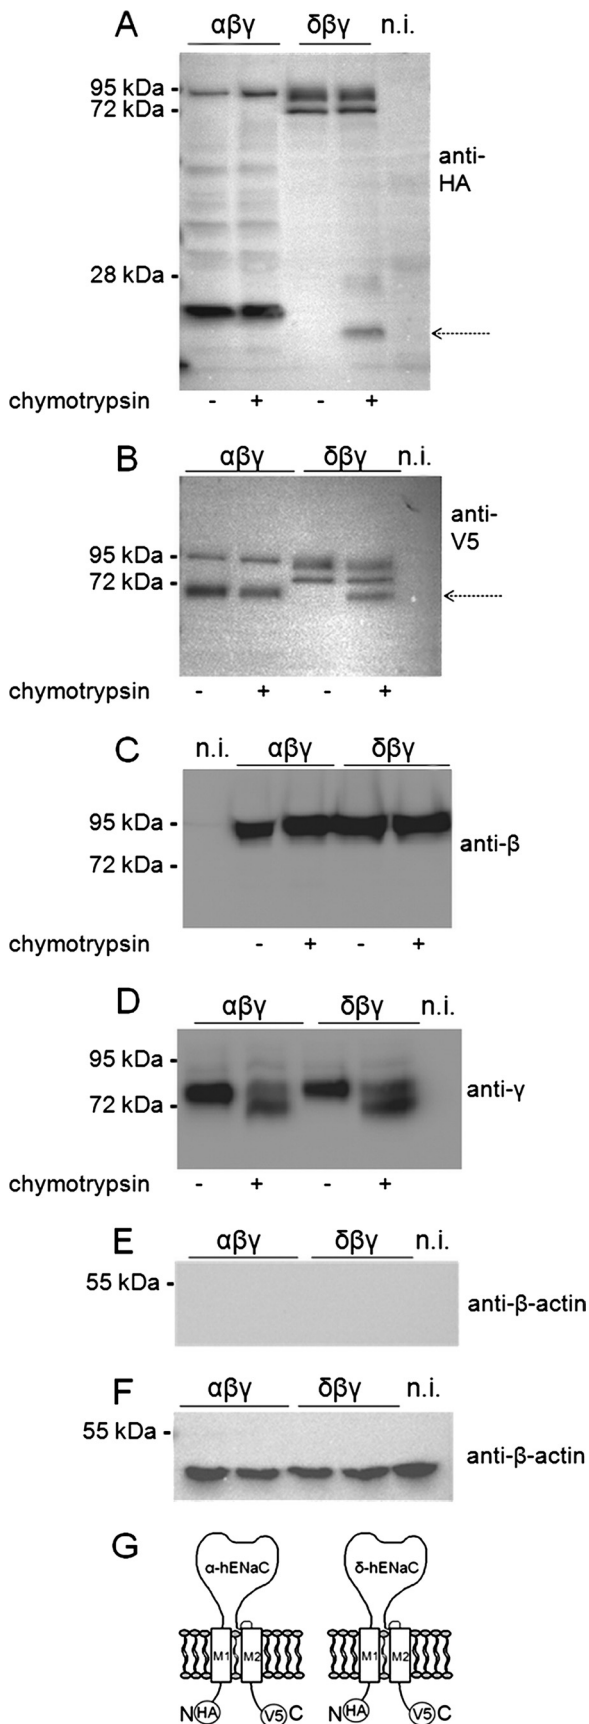 A
αβγ δβγ n.i.
95 kDa -
72 kDa -
anti-
HA
28 kDa -
chymotrypsin - + - +
B
αβγ δβγ n.i.
anti-
V5
95 kDa -
72 kDa -
chymotrypsin - + - +
C
n.i. αβγ δβγ
95 kDa -
72 kDa -
anti-β
chymotrypsin - + - +
D
αβγ δβγ n.i.
95 kDa -
72 kDa -
anti-γ
chymotrypsin - + - +
E
αβγ δβγ n.i.
55 kDa -
anti-β-actin
F
αβγ δβγ n.i.
55 kDa -
anti-β-actin
G
α-hENaC δ-hENaC
M1 M2 M1 M2
N HA V5 C N HA V5 C